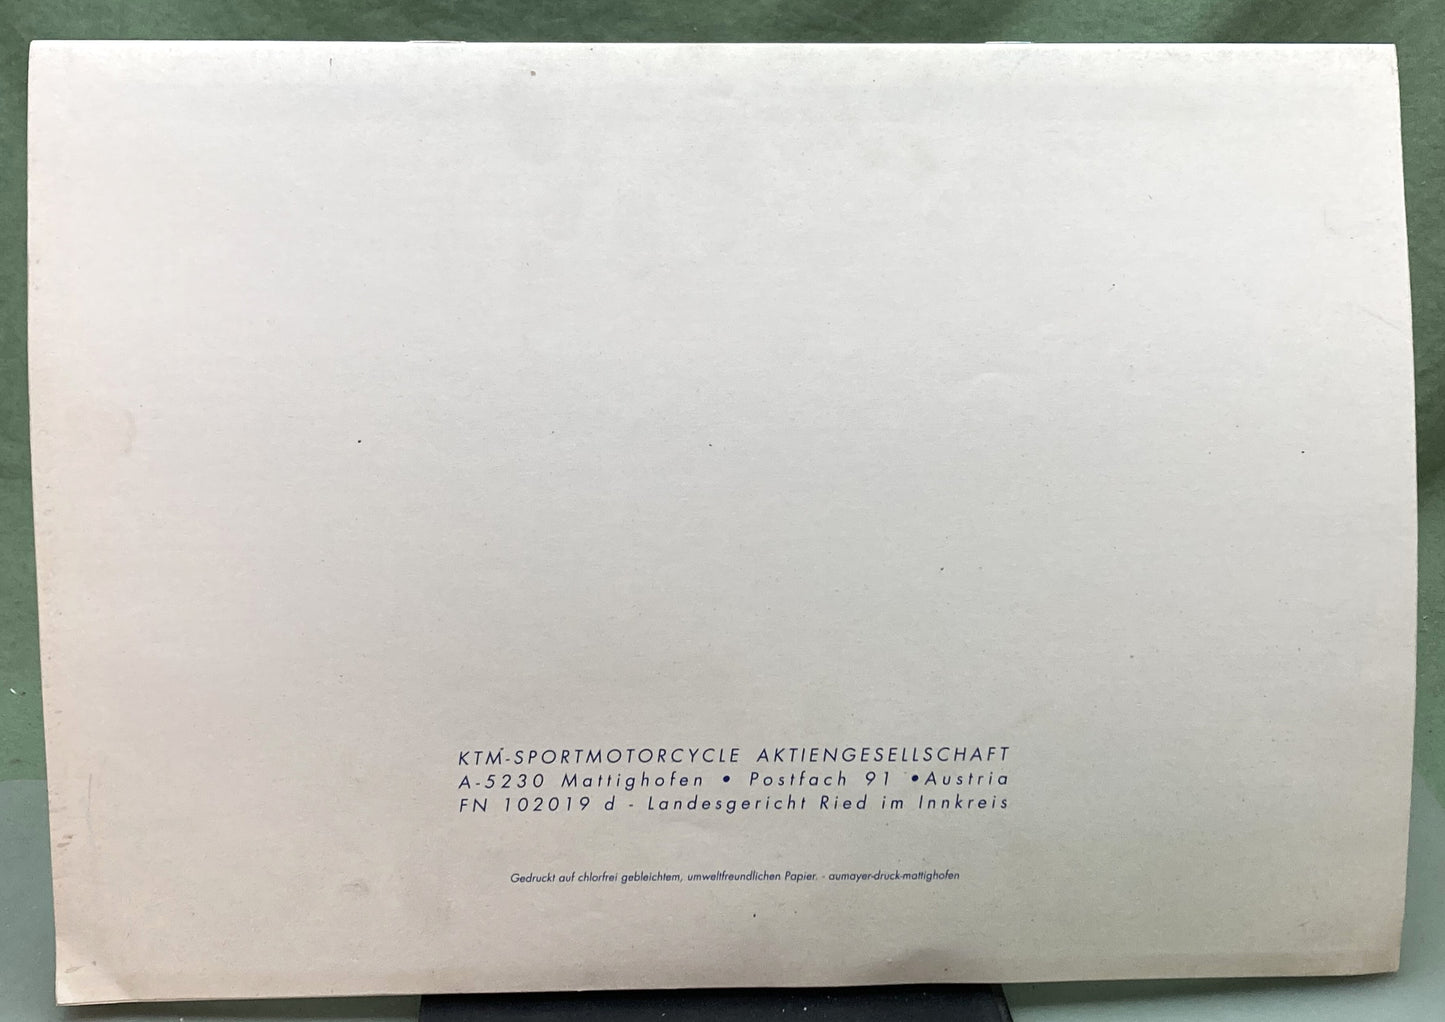 KTM-SPORTMOTORCYCLE AKTIENGESELLSCHAFT
A-5230 Mattighofen • Postfach 91 •Austria
FN 102019 d - Landesgericht Ried im Innkreis
Gedruckt auf chlorfrei gebleichtem, umweltfreundlichen Papier. - aumayer-druck-mattighofen